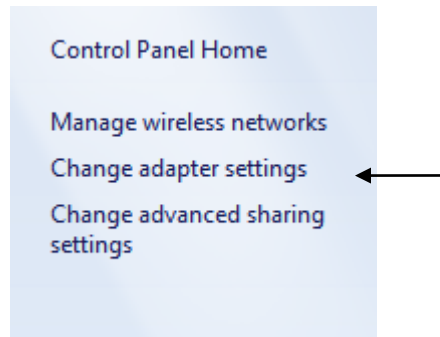 Control Panel Home
Manage wireless networks
Change adapter settings
Change advanced sharing
settings